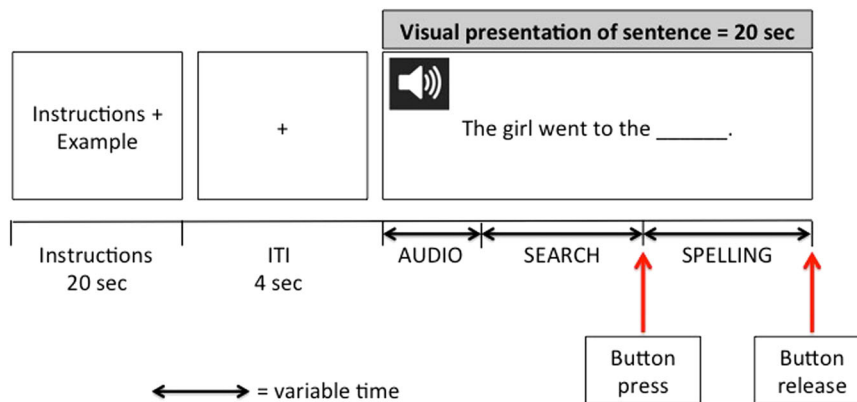 Visual presentation of sentence = 20 sec
Instructions +
Example
+
The girl went to the ______.
Instructions
20 sec
ITI
4 sec
AUDIO
SEARCH
SPELLING
Button
press
Button
release
= variable time